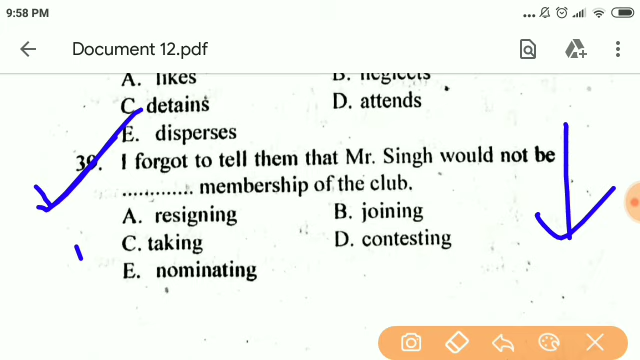 9:58 PM
Document 12.pdf
A. likes B. neglects
C. detains D. attends
E. disperses
39. I forgot to tell them that Mr. Singh would not be
............. membership of the club.
A. resigning B. joining
C. taking D. contesting
E. nominating